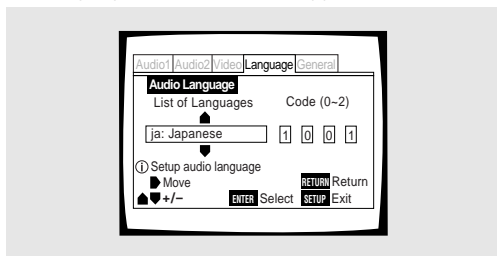 Audio1 Audio2 Video Language General
Audio Language
List of Languages Code (0~2)
ja: Japanese 1 0 0 1
i Setup audio language
Move RETURN Return
+/– ENTER Select SETUP Exit